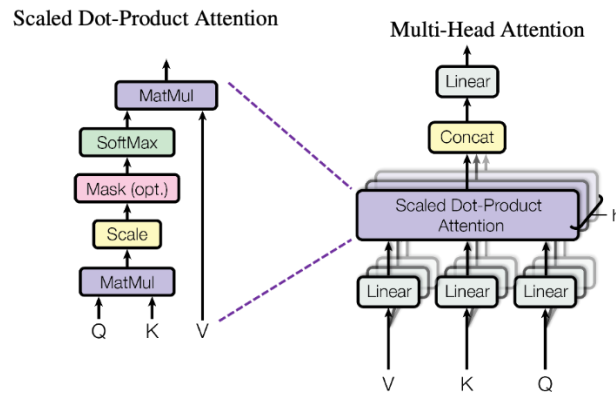 Scaled Dot-Product Attention
MatMul
SoftMax
Mask (opt.)
Scale
MatMul
Q K V
Multi-Head Attention
Linear
Concat
Scaled Dot-Product
Attention
h
Linear Linear Linear
V K Q